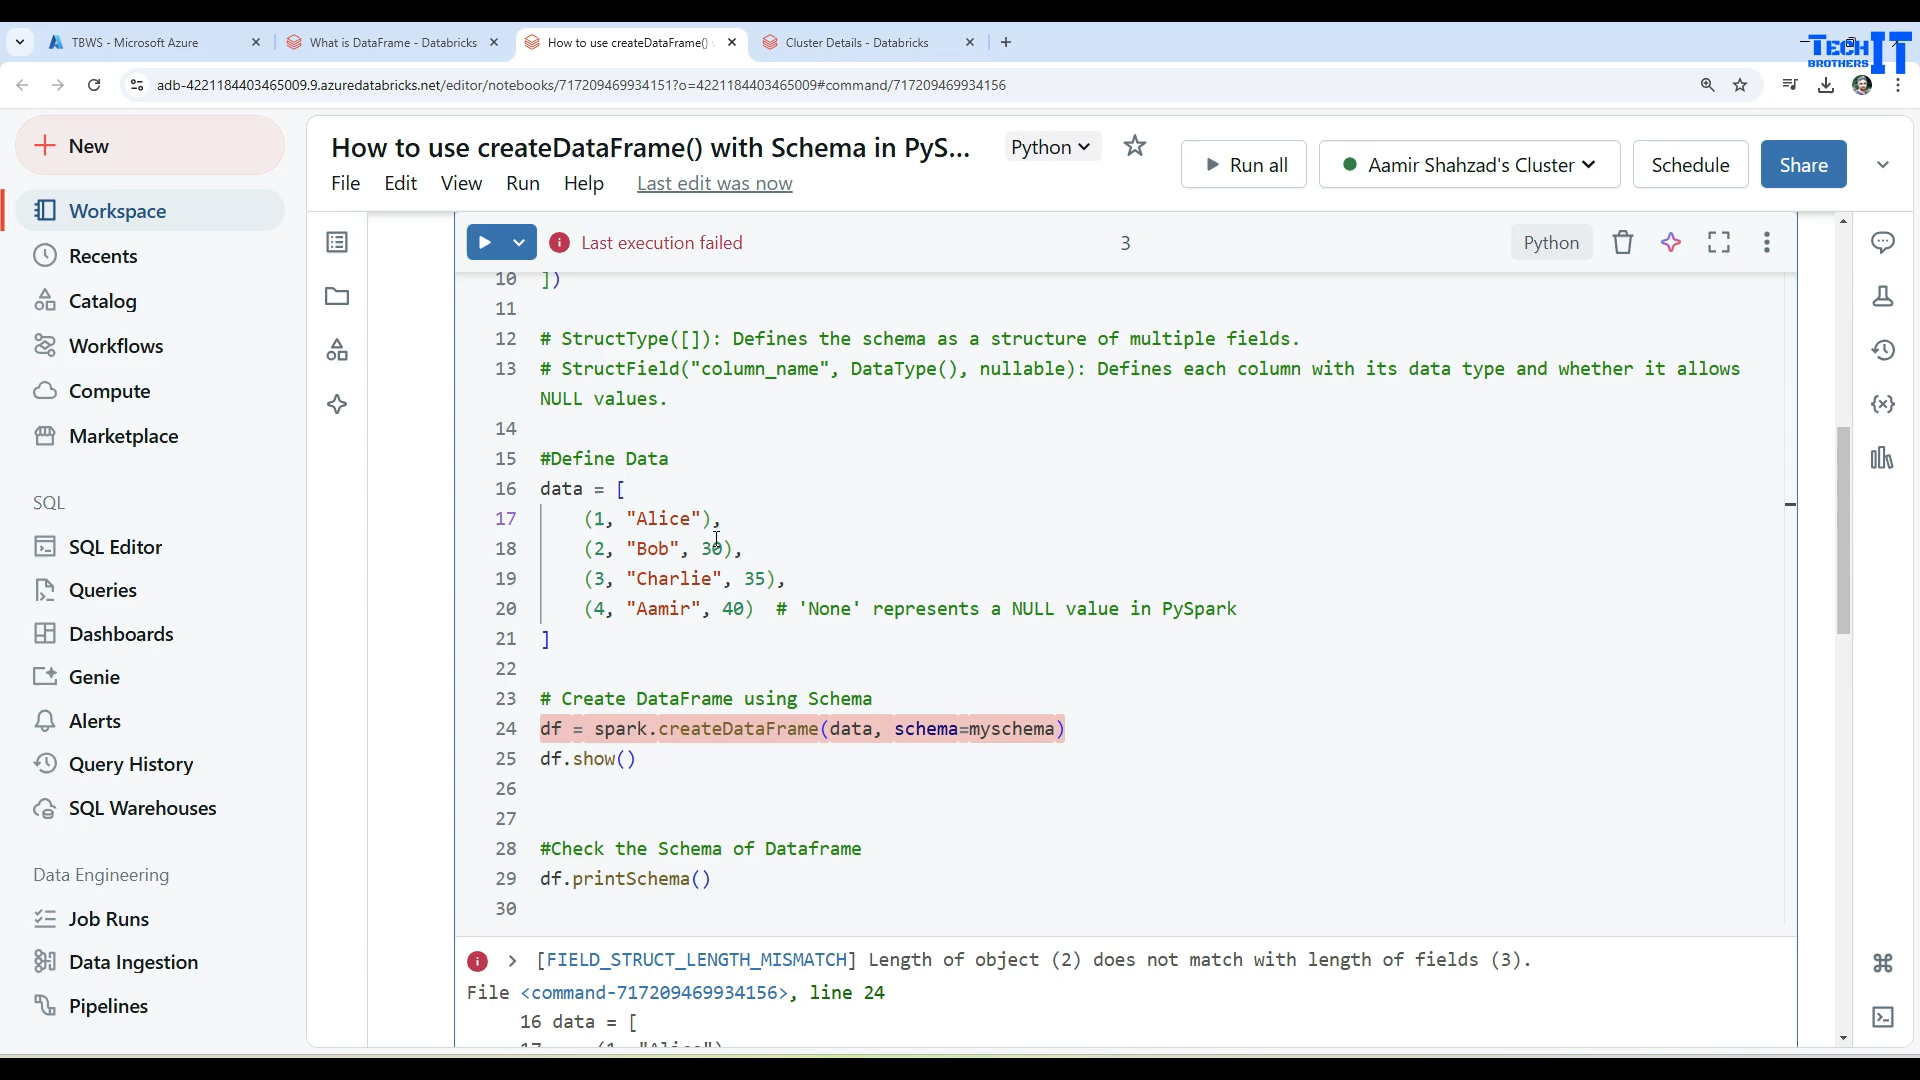 TBWS - Microsoft Azure
What is DataFrame - Databricks
How to use createDataFrame()
Cluster Details - Databricks
TECH IT
BROTHERS
adb-4221184403465009.9.azuredatabricks.net/editor/notebooks/717209469934151?o=4221184403465009#command/717209469934156
New
How to use createDataFrame() with Schema in PyS...
Python
Run all
Aamir Shahzad's Cluster
Schedule
Share
File Edit View Run Help Last edit was now
Workspace
Recents
Catalog
Workflows
Compute
Marketplace
SQL
SQL Editor
Queries
Dashboards
Genie
Alerts
Query History
SQL Warehouses
Data Engineering
Job Runs
Data Ingestion
Pipelines
Last execution failed
3
Python
10 ])
11
12 # StructType([]): Defines the schema as a structure of multiple fields.
13 # StructField("column_name", DataType(), nullable): Defines each column with its data type and whether it allows
NULL values.
14
15 #Define Data
16 data = [
17 (1, "Alice"),
18 (2, "Bob", 30),
19 (3, "Charlie", 35),
20 (4, "Aamir", 40) # 'None' represents a NULL value in PySpark
21 ]
22
23 # Create DataFrame using Schema
24 df = spark.createDataFrame(data, schema=myschema)
25 df.show()
26
27
28 #Check the Schema of Dataframe
29 df.printSchema()
30
[FIELD_STRUCT_LENGTH_MISMATCH] Length of object (2) does not match with length of fields (3).
File <command-717209469934156>, line 24
16 data = [
17 (1, "Alice"),